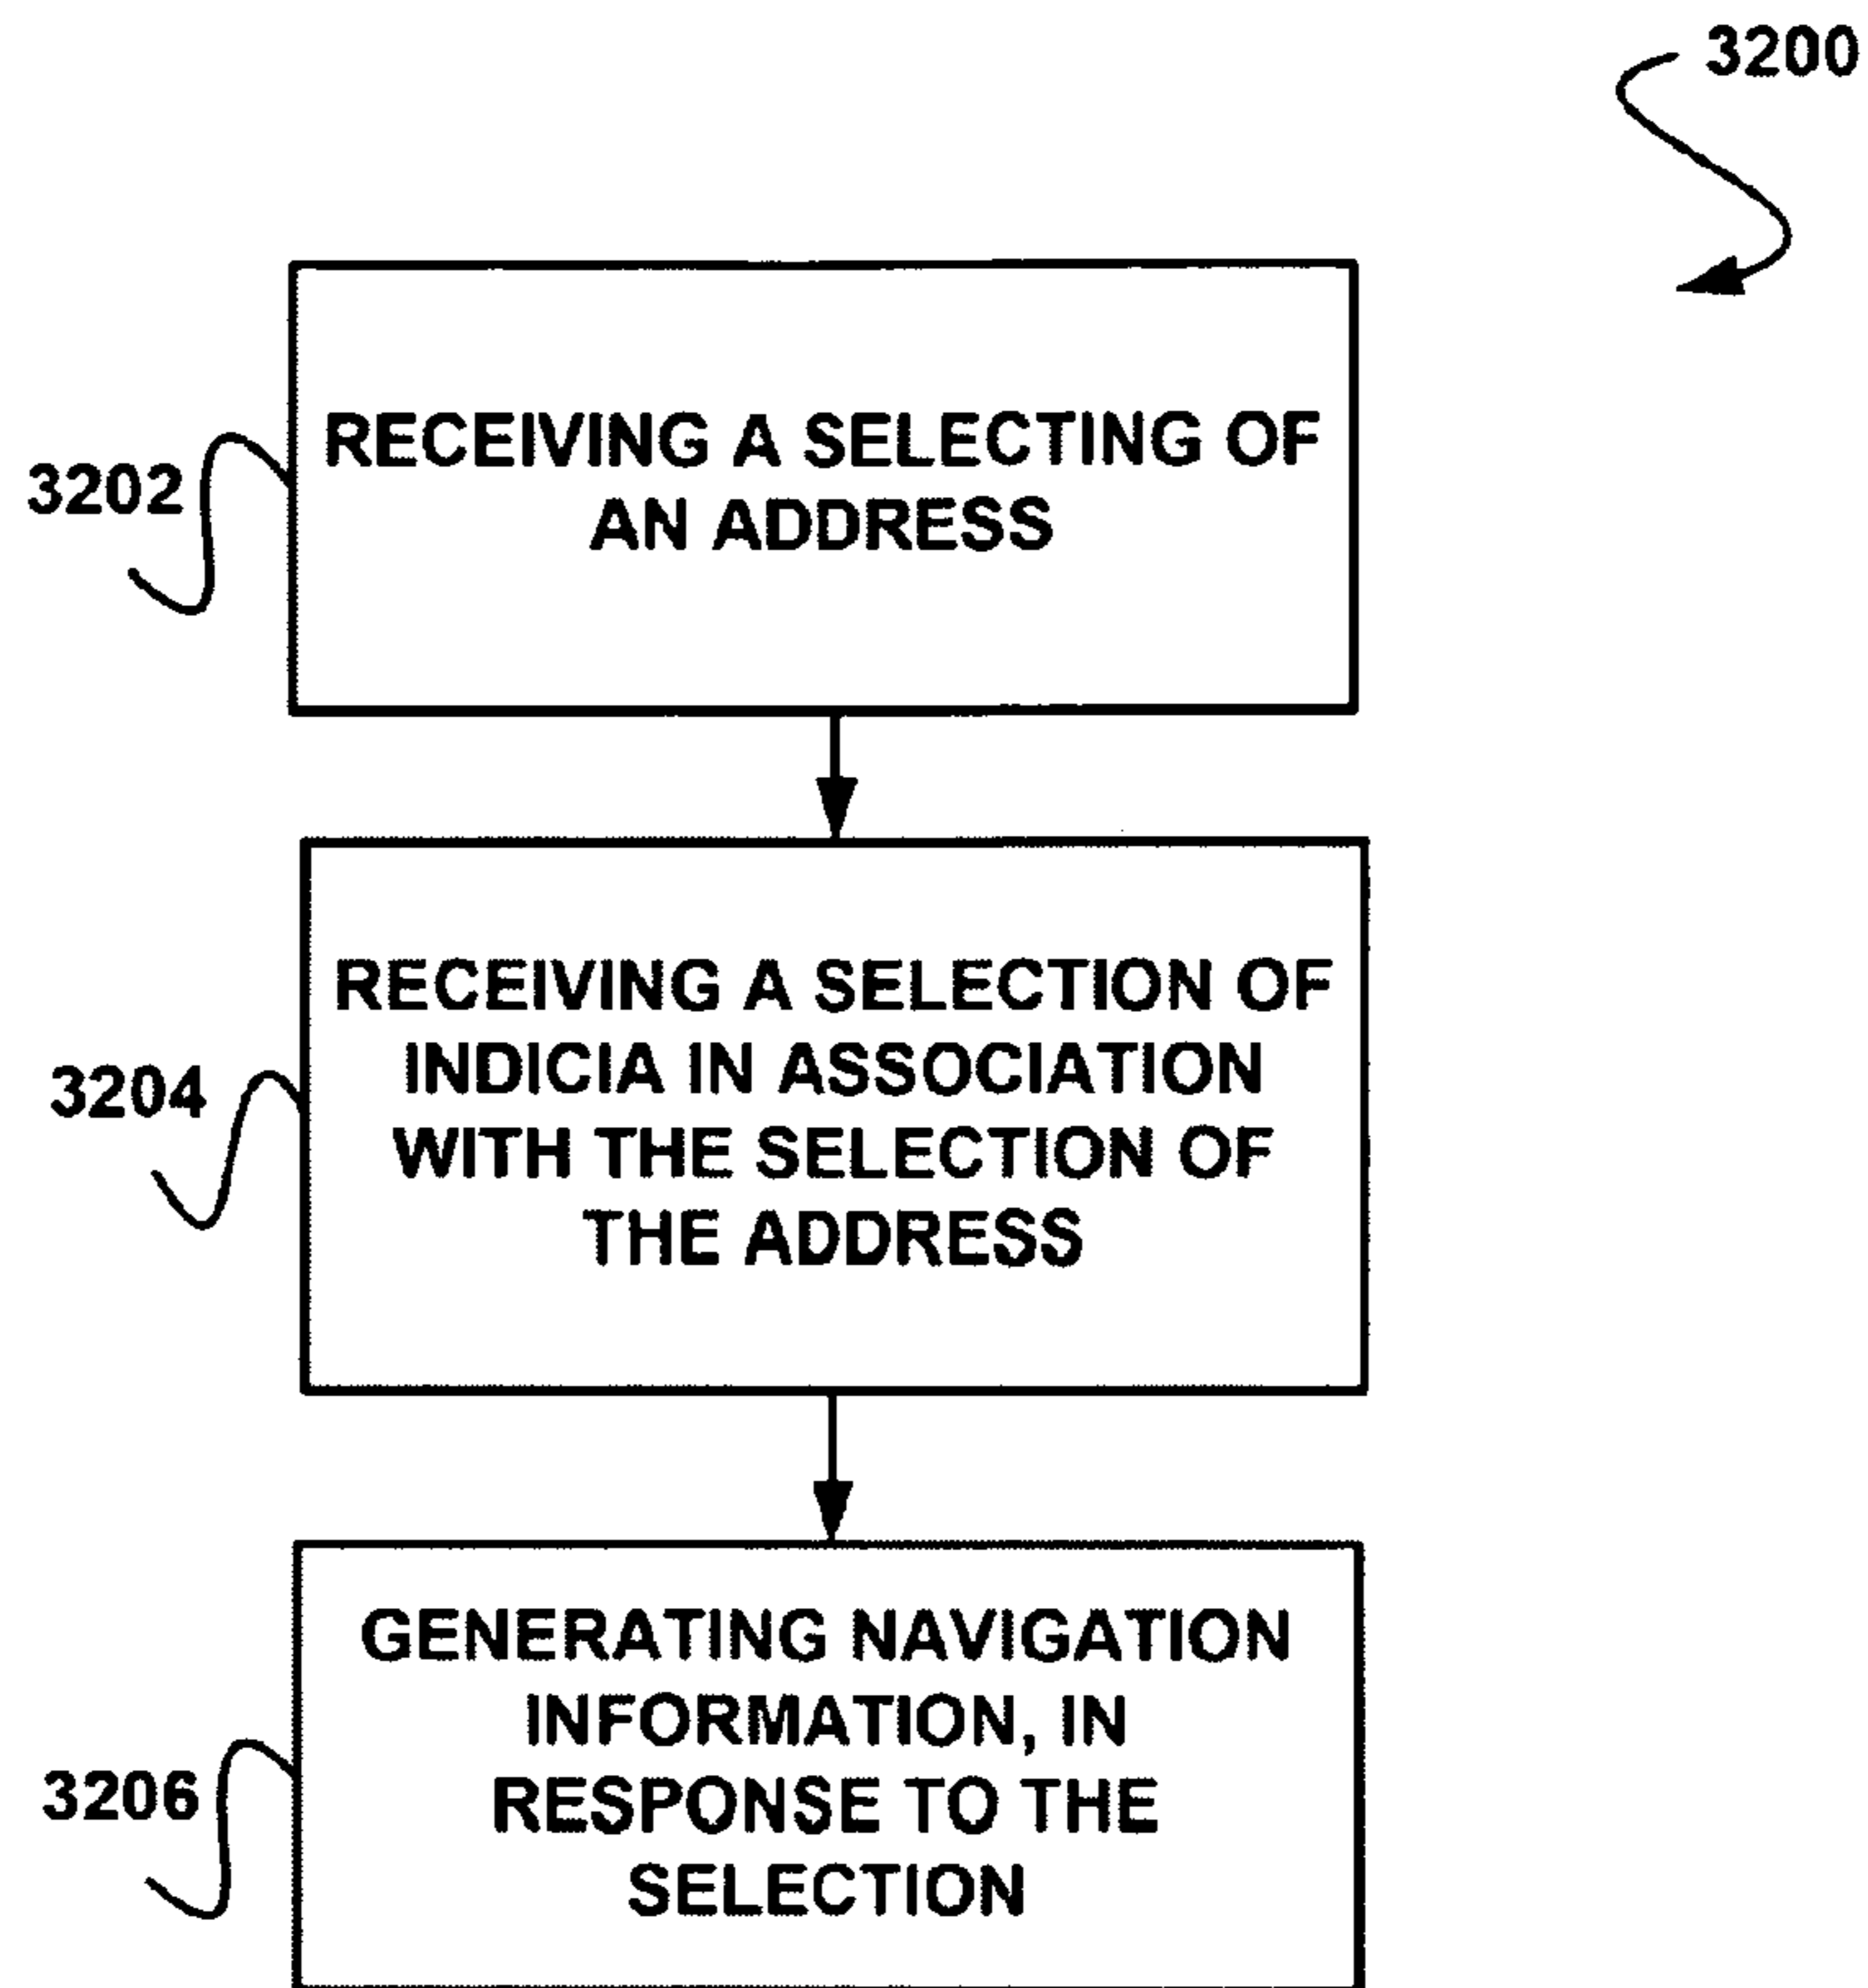 3200
RECEIVING A SELECTING OF
AN ADDRESS
3202
RECEIVING A SELECTION OF
INDICIA IN ASSOCIATION
WITH THE SELECTION OF
THE ADDRESS
3204
GENERATING NAVIGATION
INFORMATION, IN
RESPONSE TO THE
SELECTION
3206